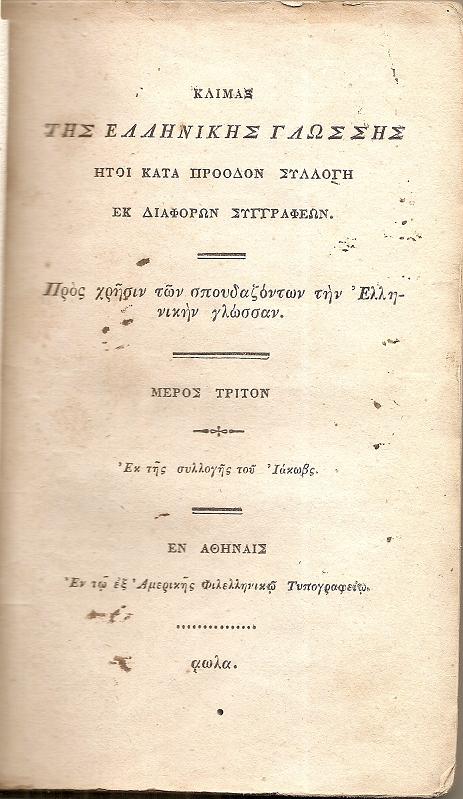 ΚΛΙΜΑΞ
ΤΗΣ ΕΛΛΗΝΙΚΗΣ ΓΛΩΣΣΗΣ
ΗΤΟΙ ΚΑΤΑ ΠΡΟΟΔΟΝ ΣΥΛΛΟΓΗ
ΕΚ ΔΙΑΦΟΡΩΝ ΣΥΓΓΡΑΦΕΩΝ.
Πρὸς χρῆσιν τῶν σπουδαζόντων τὴν Ἑλλη-
νικὴν γλῶσσαν.
ΜΕΡΟΣ ΤΡΙΤΟΝ
Ἐκ τῆς συλλογῆς τοῦ Ἰάκωβς.
ΕΝ ΑΘΗΝΑΙΣ
Ἐν τῷ ἐξ Ἀμερικῆς Φιλελληνικῷ Τυπογραφείῳ.
αωλα.